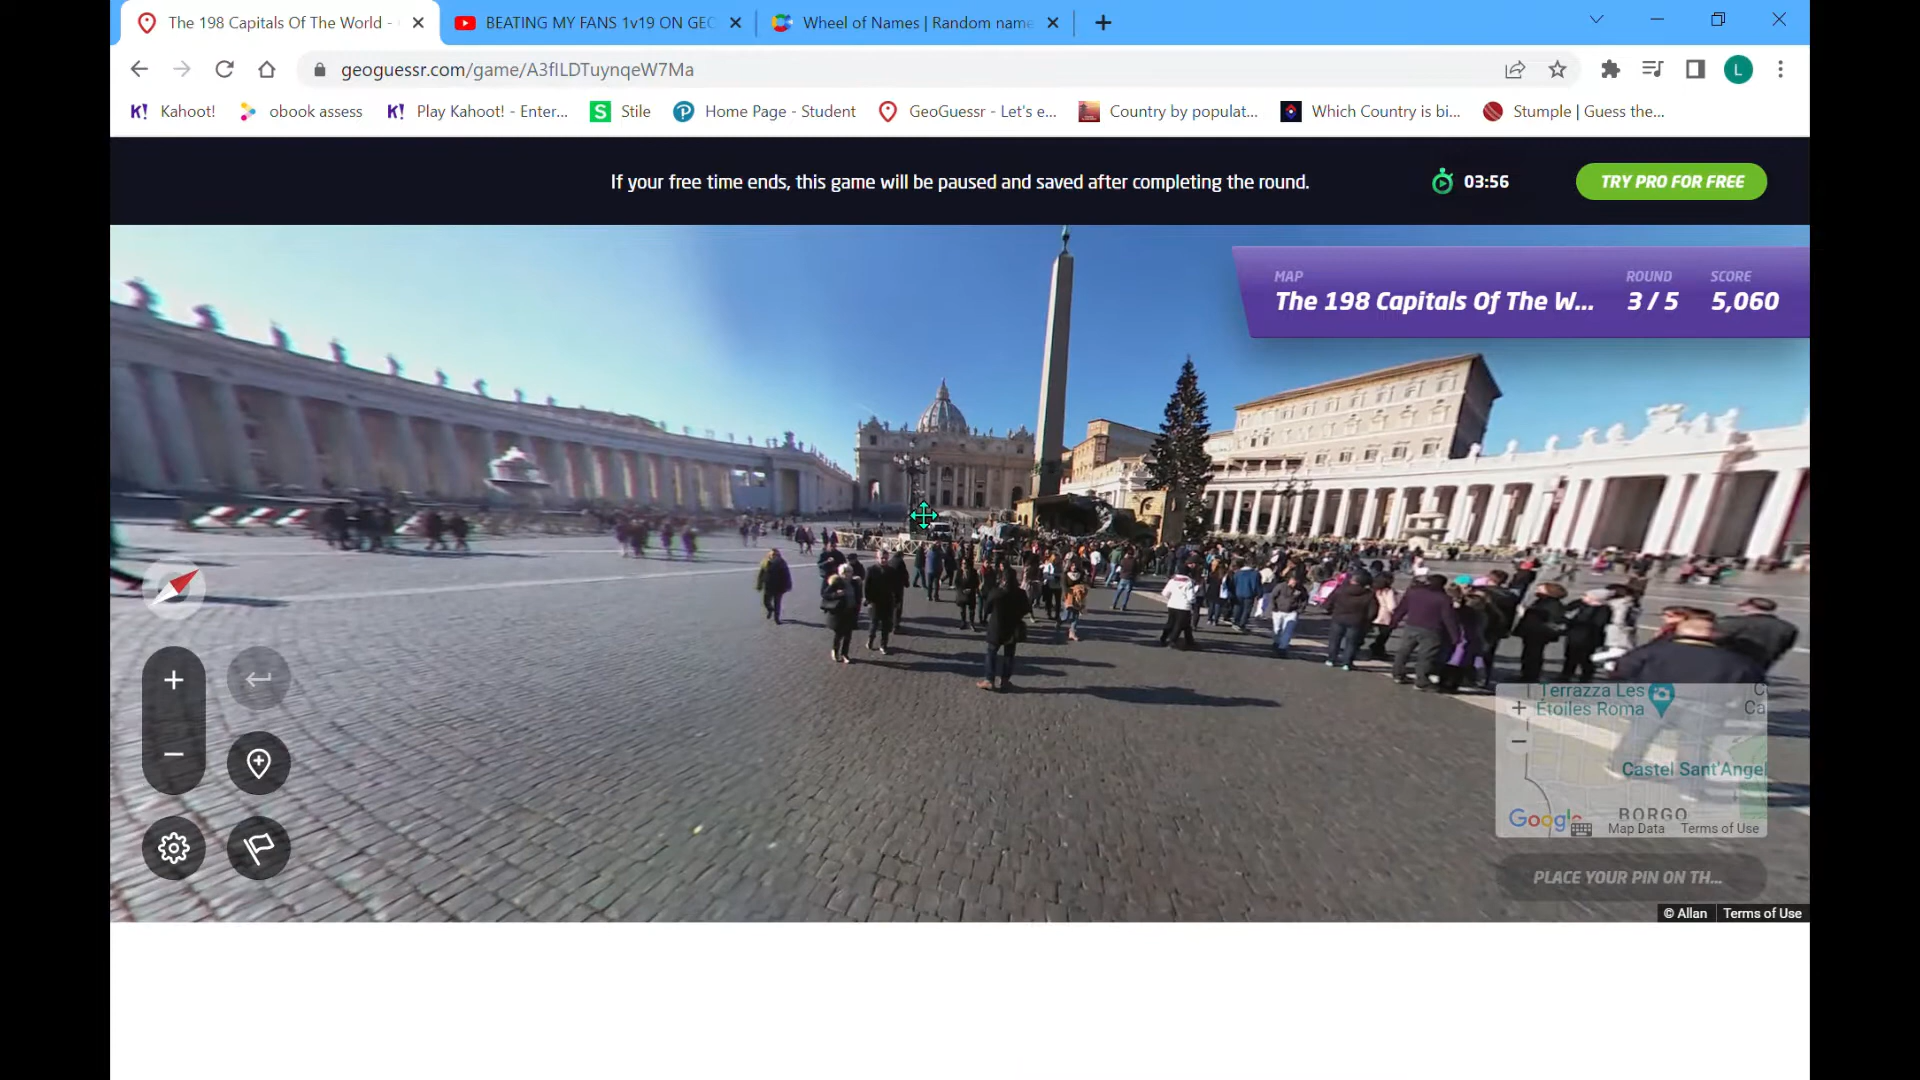 The 198 Capitals Of The World -
BEATING MY FANS 1v19 ON GEO
Wheel of Names | Random name
geoguessr.com/game/A3fILDTuynqeW7Ma
L
K! Kahoot!
obook assess
K! Play Kahoot! - Enter...
S Stile
P Home Page - Student
GeoGuessr - Let's e...
Country by populat...
Which Country is bi...
Stumple | Guess the...
If your free time ends, this game will be paused and saved after completing the round.
03:56
TRY PRO FOR FREE
MAP ROUND SCORE
The 198 Capitals Of The W... 3 / 5 5,060
Terrazza Les
Étoiles Roma
Ca
Castel Sant'Angel
BORGO
Google
Map Data Terms of Use
PLACE YOUR PIN ON TH...
© Allan Terms of Use